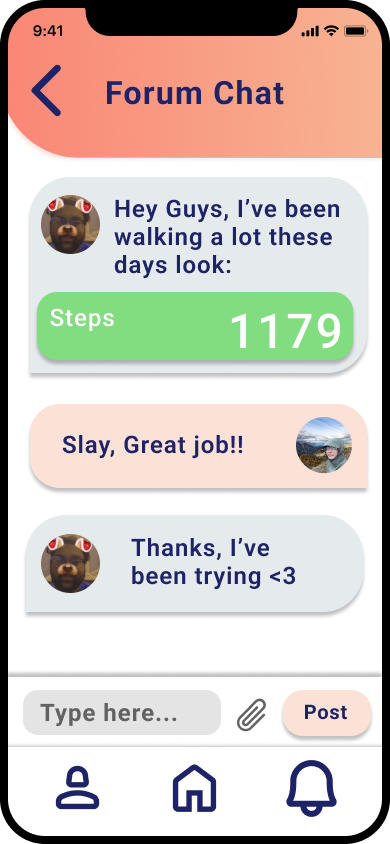 9:41
Forum Chat
Hey Guys, I’ve been
walking a lot these
days look:
Steps
1179
Slay, Great job!!
Thanks, I’ve
been trying <3
Type here...
Post